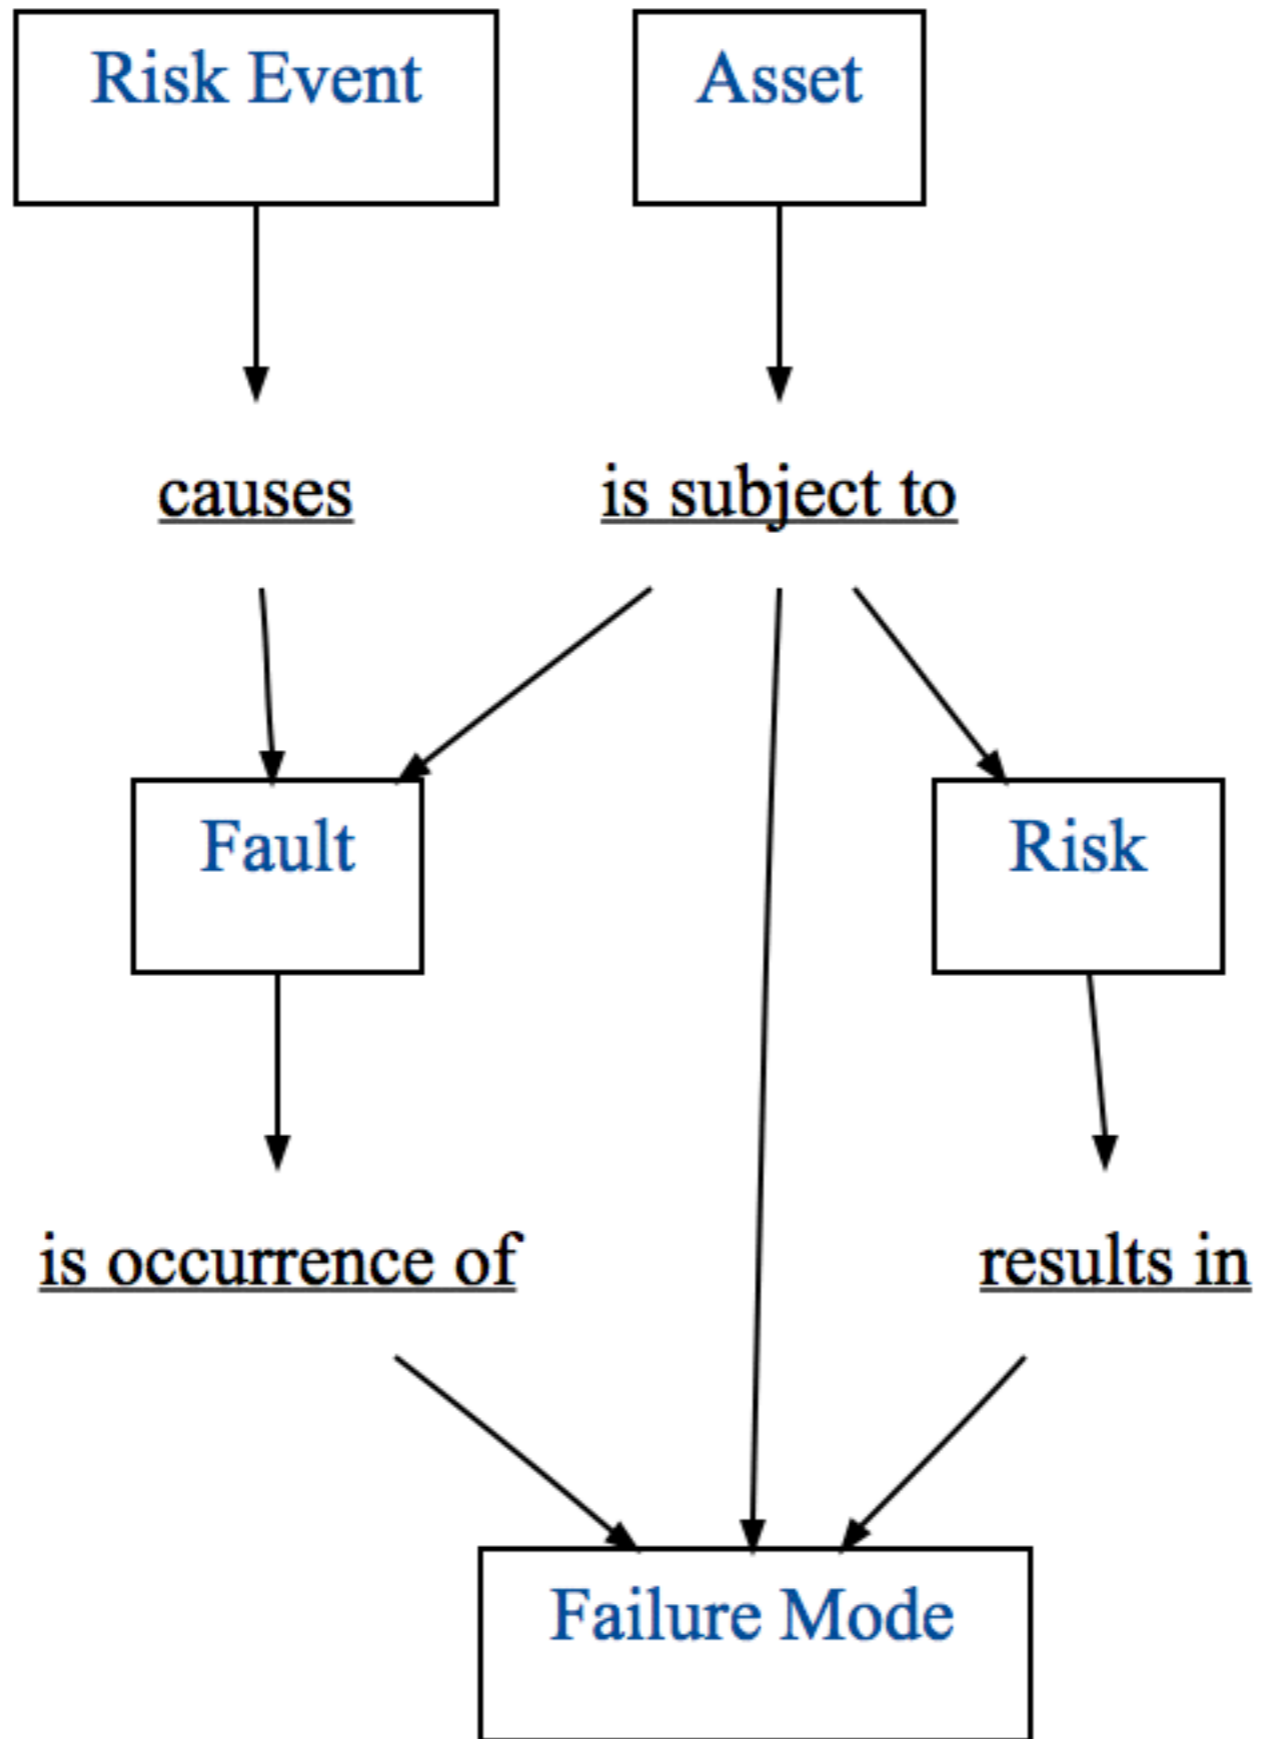 Risk Event
Asset
causes
is subject to
Fault
Risk
is occurrence of
results in
Failure Mode